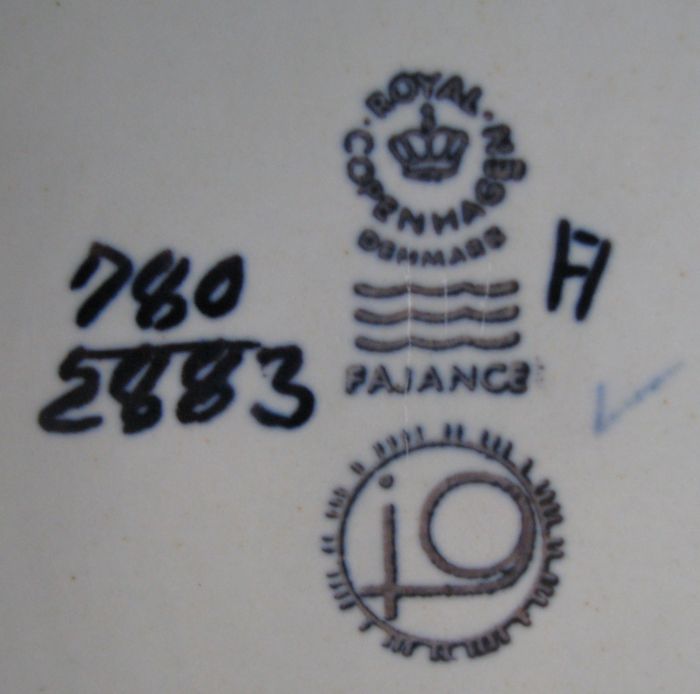 ROYAL
COPENHAGEN
DENMARK
FAJANCE
780
2883